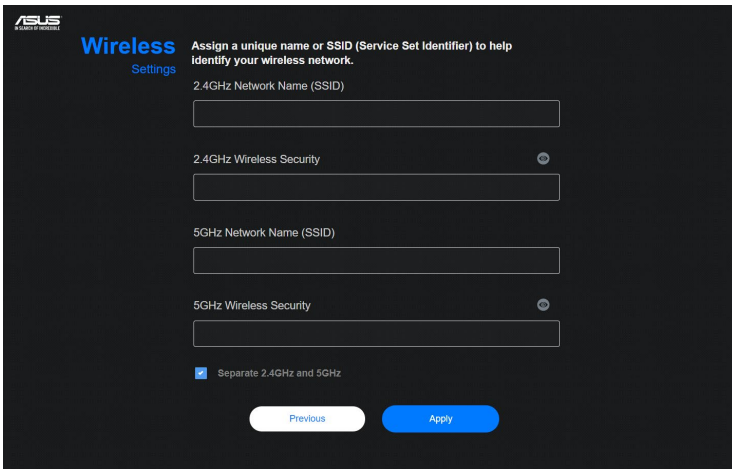 ASUS
IN SEARCH OF INCREDIBLE
Wireless
Settings
Assign a unique name or SSID (Service Set Identifier) to help
identify your wireless network.
2.4GHz Network Name (SSID)
2.4GHz Wireless Security
5GHz Network Name (SSID)
5GHz Wireless Security
Separate 2.4GHz and 5GHz
Previous
Apply